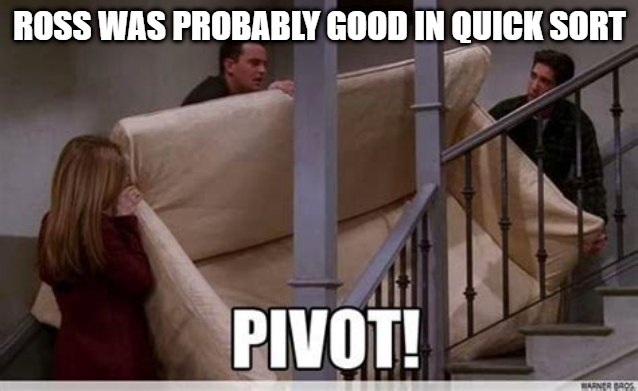 ROSS WAS PROBABLY GOOD IN QUICK SORT
PIVOT!
WARNER BROS.